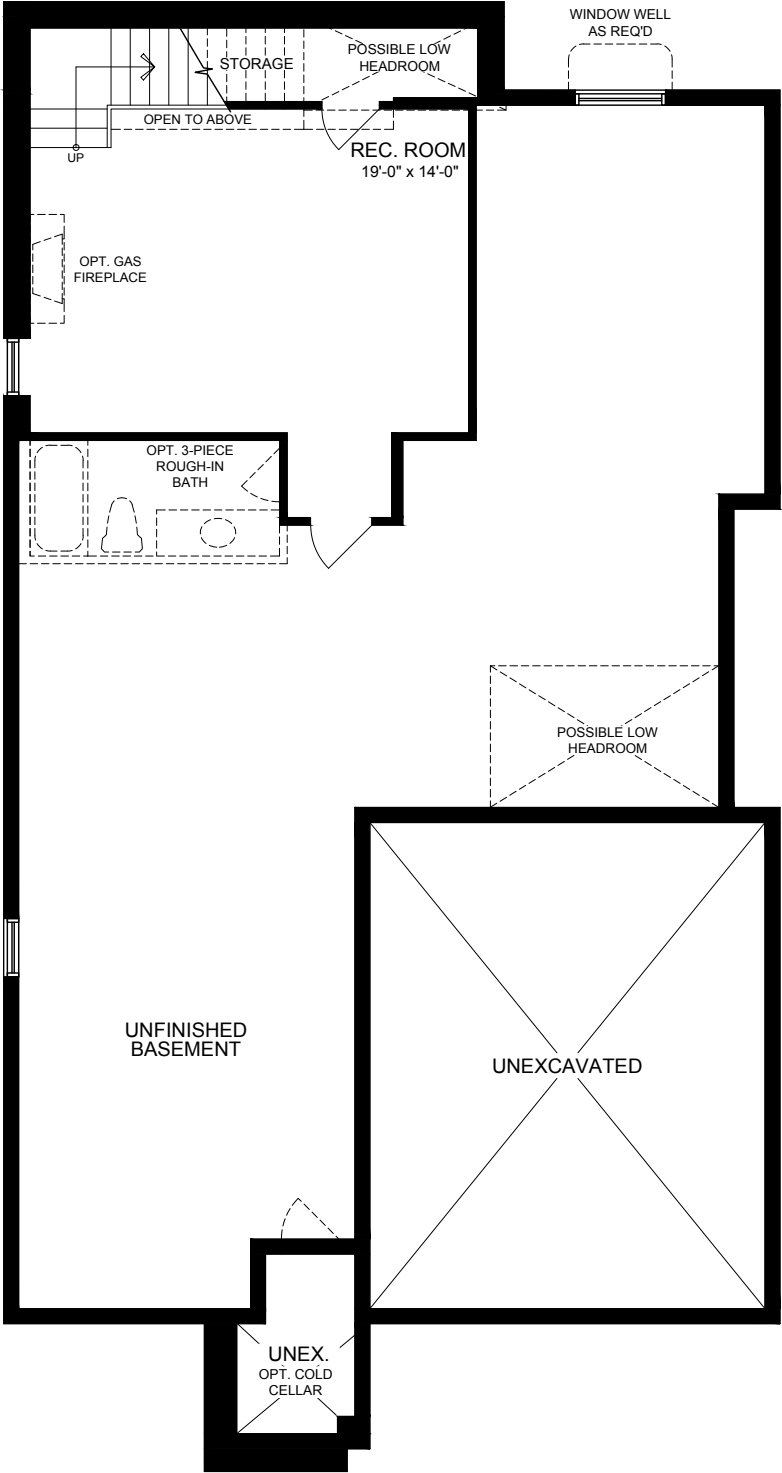 WINDOW WELL
AS REQ'D
STORAGE
POSSIBLE LOW
HEADROOM
OPEN TO ABOVE
UP
REC. ROOM
19'-0" x 14'-0"
OPT. GAS
FIREPLACE
OPT. 3-PIECE
ROUGH-IN
BATH
POSSIBLE LOW
HEADROOM
UNFINISHED
BASEMENT
UNEXCAVATED
UNEX.
OPT. COLD
CELLAR